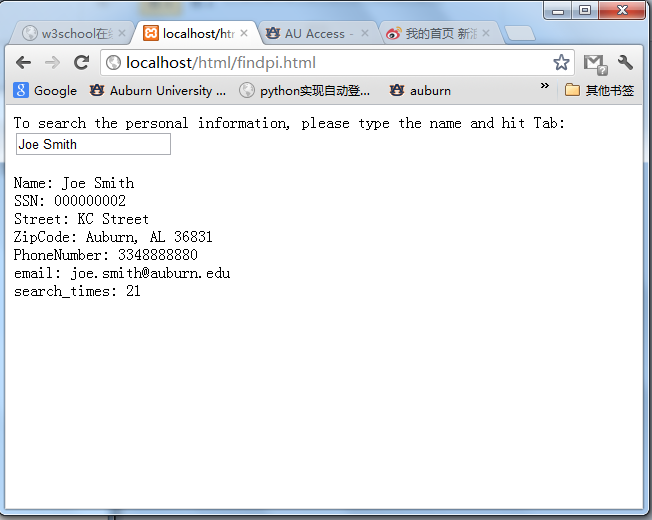 w3school在
localhost/htm
AU Access -
我的首页 新
localhost/html/findpi.html
Google
Auburn University ...
python实现自动登...
auburn
»
其他书签
To search the personal information, please type the name and hit Tab:
Joe Smith
Name: Joe Smith
SSN: 000000002
Street: KC Street
ZipCode: Auburn, AL 36831
PhoneNumber: 3348888880
email: joe.smith@auburn.edu
search_times: 21